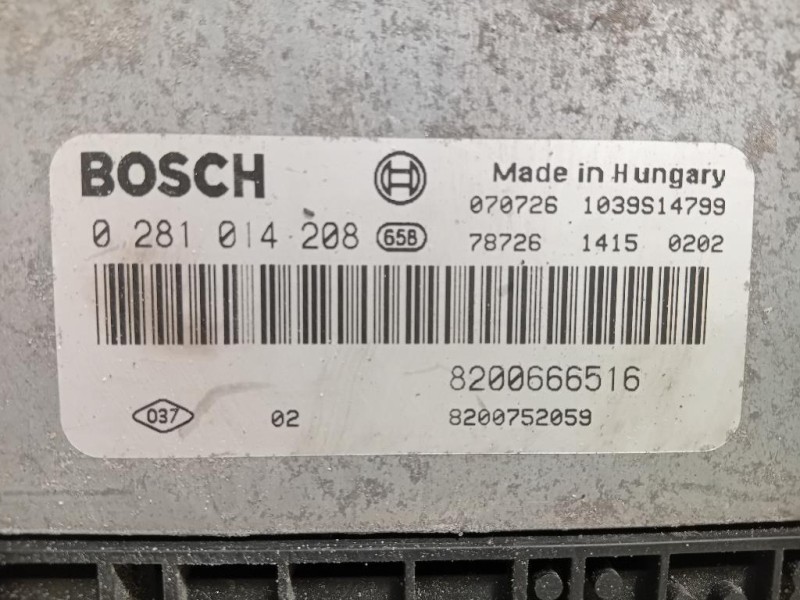 BOSCH
Made in Hungary
070726 1039S14799
0 281 014 208 658
78726 1415 0202
8200666516
037 02 8200752059